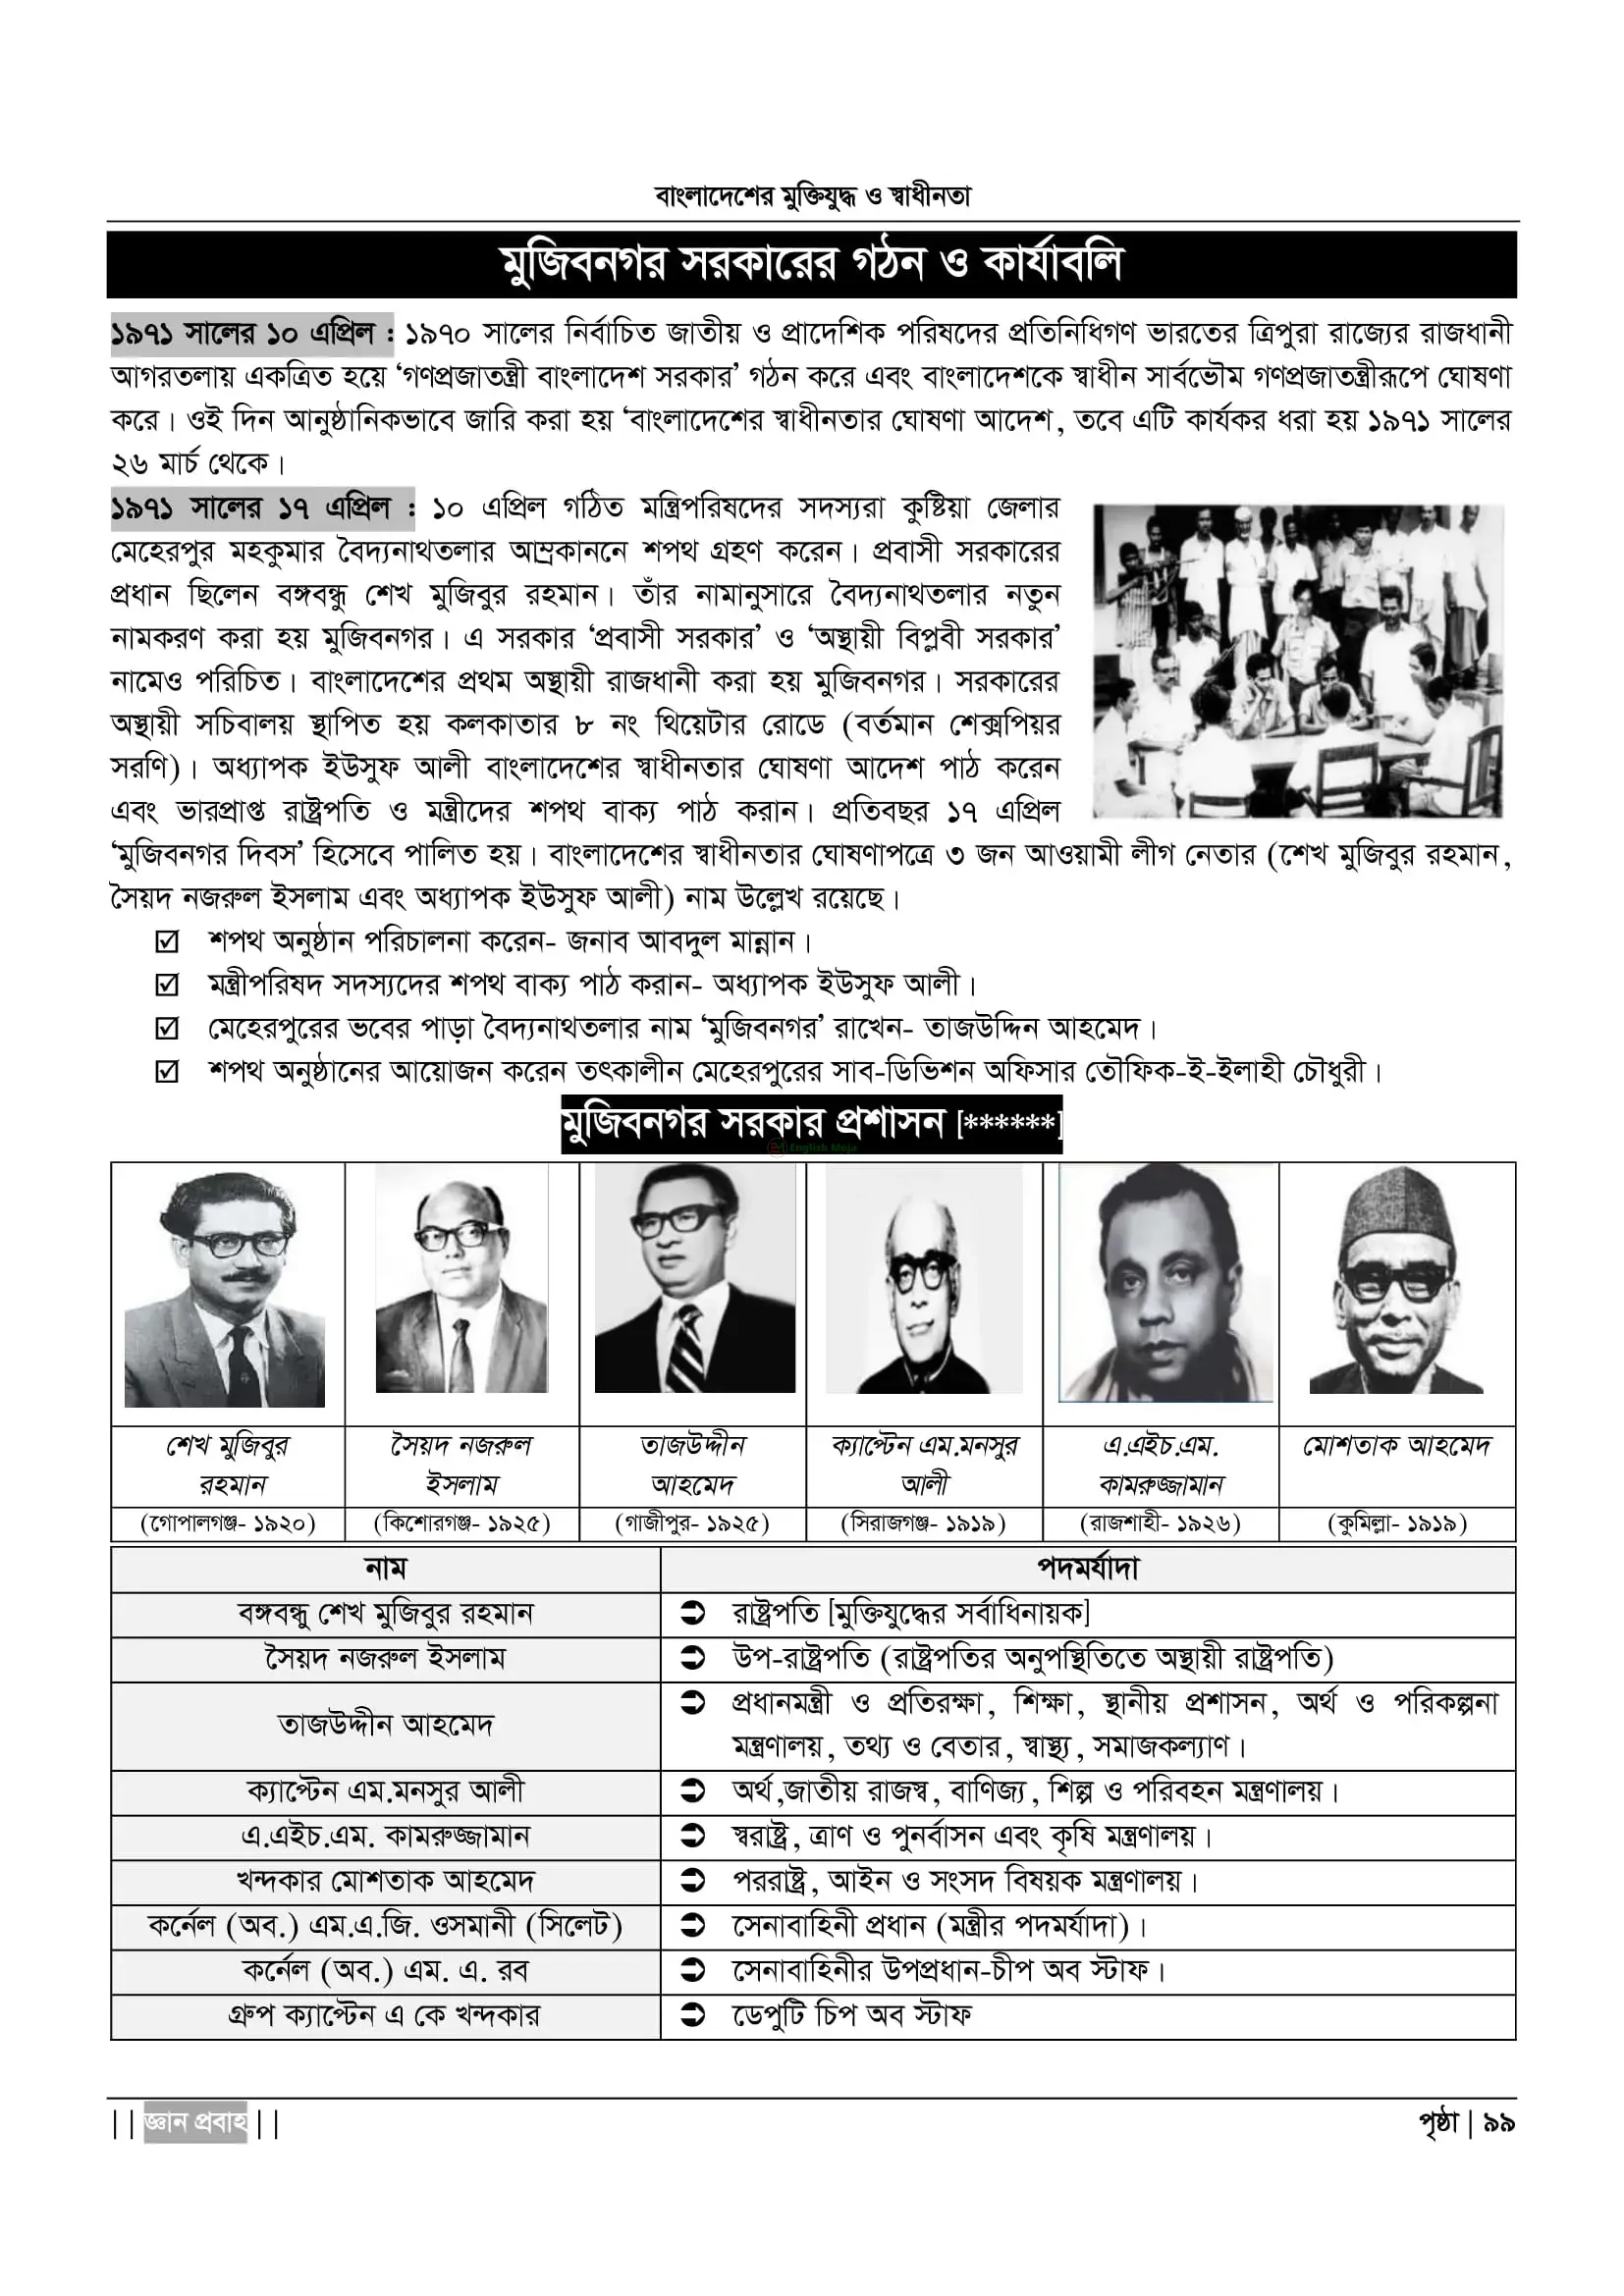 বাংলাদেশের মুক্তিযুদ্ধ ও স্বাধীনতা
মুজিবনগর সরকারের গঠন ও কার্যাবলি
১৯৭১ সালের ১০ এপ্রিল : ১৯৭০ সালের নির্বাচিত জাতীয় ও প্রাদেশিক পরিষদের প্রতিনিধিগণ ভারতের ত্রিপুরা রাজ্যের রাজধানী
আগরতলায় একত্রিত হয়ে ‘গণপ্রজাতন্ত্রী বাংলাদেশ সরকার’ গঠন করে এবং বাংলাদেশকে স্বাধীন সার্বভৌম গণপ্রজাতন্ত্রীরূপে ঘোষণা
করে। ওই দিন আনুষ্ঠানিকভাবে জারি করা হয় ‘বাংলাদেশের স্বাধীনতার ঘোষণা আদেশ, তবে এটি কার্যকর ধরা হয় ১৯৭১ সালের
২৬ মার্চ থেকে।
১৯৭১ সালের ১৭ এপ্রিল : ১০ এপ্রিল গঠিত মন্ত্রিপরিষদের সদস্যরা কুষ্টিয়া জেলার
মেহেরপুর মহকুমার বৈদ্যনাথতলার আম্রকাননে শপথ গ্রহণ করেন। প্রবাসী সরকারের
প্রধান ছিলেন বঙ্গবন্ধু শেখ মুজিবুর রহমান। তাঁর নামানুসারে বৈদ্যনাথতলার নতুন
নামকরণ করা হয় মুজিবনগর। এ সরকার ‘প্রবাসী সরকার’ ও ‘অস্থায়ী বিপ্লবী সরকার’
নামেও পরিচিত। বাংলাদেশের প্রথম অস্থায়ী রাজধানী করা হয় মুজিবনগর। সরকারের
অস্থায়ী সচিবালয় স্থাপিত হয় কলকাতার ৮ নং থিয়েটার রোডে (বর্তমান শেক্সপিয়র
সরণি)। অধ্যাপক ইউসুফ আলী বাংলাদেশের স্বাধীনতার ঘোষণা আদেশ পাঠ করেন
এবং ভারপ্রাপ্ত রাষ্ট্রপতি ও মন্ত্রীদের শপথ বাক্য পাঠ করান। প্রতিবছর ১৭ এপ্রিল
‘মুজিবনগর দিবস’ হিসেবে পালিত হয়। বাংলাদেশের স্বাধীনতার ঘোষণাপত্রে ৩ জন আওয়ামী লীগ নেতার (শেখ মুজিবুর রহমান,
সৈয়দ নজরুল ইসলাম এবং অধ্যাপক ইউসুফ আলী) নাম উল্লেখ রয়েছে।
☑ শপথ অনুষ্ঠান পরিচালনা করেন- জনাব আবদুল মান্নান।
☑ মন্ত্রীপরিষদ সদস্যদের শপথ বাক্য পাঠ করান- অধ্যাপক ইউসুফ আলী।
☑ মেহেরপুরের ভবের পাড়া বৈদ্যনাথতলার নাম ‘মুজিবনগর’ রাখেন- তাজউদ্দিন আহমেদ।
☑ শপথ অনুষ্ঠানের আয়োজন করেন তৎকালীন মেহেরপুরের সাব-ডিভিশন অফিসার তৌফিক-ই-ইলাহী চৌধুরী।
মুজিবনগর সরকার প্রশাসন [******]
English Moja
শেখ মুজিবুর রহমান
সৈয়দ নজরুল ইসলাম
তাজউদ্দীন আহমেদ
ক্যাপ্টেন এম.মনসুর আলী
এ.এইচ.এম. কামরুজ্জামান
মোশতাক আহমেদ
(গোপালগঞ্জ- ১৯২০) (কিশোরগঞ্জ- ১৯২৫) (গাজীপুর- ১৯২৫) (সিরাজগঞ্জ- ১৯১৯) (রাজশাহী- ১৯২৬) (কুমিল্লা- ১৯১৯)
নাম পদমর্যাদা
বঙ্গবন্ধু শেখ মুজিবুর রহমান ➲ রাষ্ট্রপতি [মুক্তিযুদ্ধের সর্বাধিনায়ক]
সৈয়দ নজরুল ইসলাম ➲ উপ-রাষ্ট্রপতি (রাষ্ট্রপতির অনুপস্থিতিতে অস্থায়ী রাষ্ট্রপতি)
তাজউদ্দীন আহমেদ ➲ প্রধানমন্ত্রী ও প্রতিরক্ষা, শিক্ষা, স্থানীয় প্রশাসন, অর্থ ও পরিকল্পনা
মন্ত্রণালয়, তথ্য ও বেতার, স্বাস্থ্য, সমাজকল্যাণ।
ক্যাপ্টেন এম.মনসুর আলী ➲ অর্থ,জাতীয় রাজস্ব, বাণিজ্য, শিল্প ও পরিবহন মন্ত্রণালয়।
এ.এইচ.এম. কামরুজ্জামান ➲ স্বরাষ্ট্র, ত্রাণ ও পুনর্বাসন এবং কৃষি মন্ত্রণালয়।
খন্দকার মোশতাক আহমেদ ➲ পররাষ্ট্র, আইন ও সংসদ বিষয়ক মন্ত্রণালয়।
কর্নেল (অব.) এম.এ.জি. ওসমানী (সিলেট) ➲ সেনাবাহিনী প্রধান (মন্ত্রীর পদমর্যাদা)।
কর্নেল (অব.) এম. এ. রব ➲ সেনাবাহিনীর উপপ্রধান-চীপ অব স্টাফ।
গ্রুপ ক্যাপ্টেন এ কে খন্দকার ➲ ডেপুটি চিপ অব স্টাফ
|| জ্ঞান প্রবাহ || পৃষ্ঠা | ৯৯